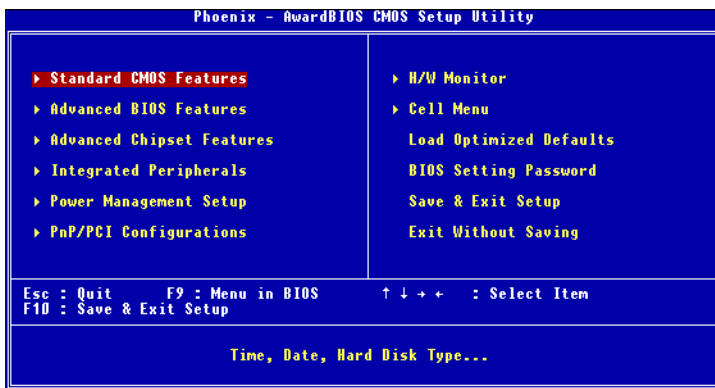 Phoenix - AwardBIOS CMOS Setup Utility
▸ Standard CMOS Features
▸ Advanced BIOS Features
▸ Advanced Chipset Features
▸ Integrated Peripherals
▸ Power Management Setup
▸ PnP/PCI Configurations
▸ H/W Monitor
▸ Cell Menu
Load Optimized Defaults
BIOS Setting Password
Save & Exit Setup
Exit Without Saving
Esc : Quit F9 : Menu in BIOS ↑ ↓ → ← : Select Item
F10 : Save & Exit Setup
Time, Date, Hard Disk Type...